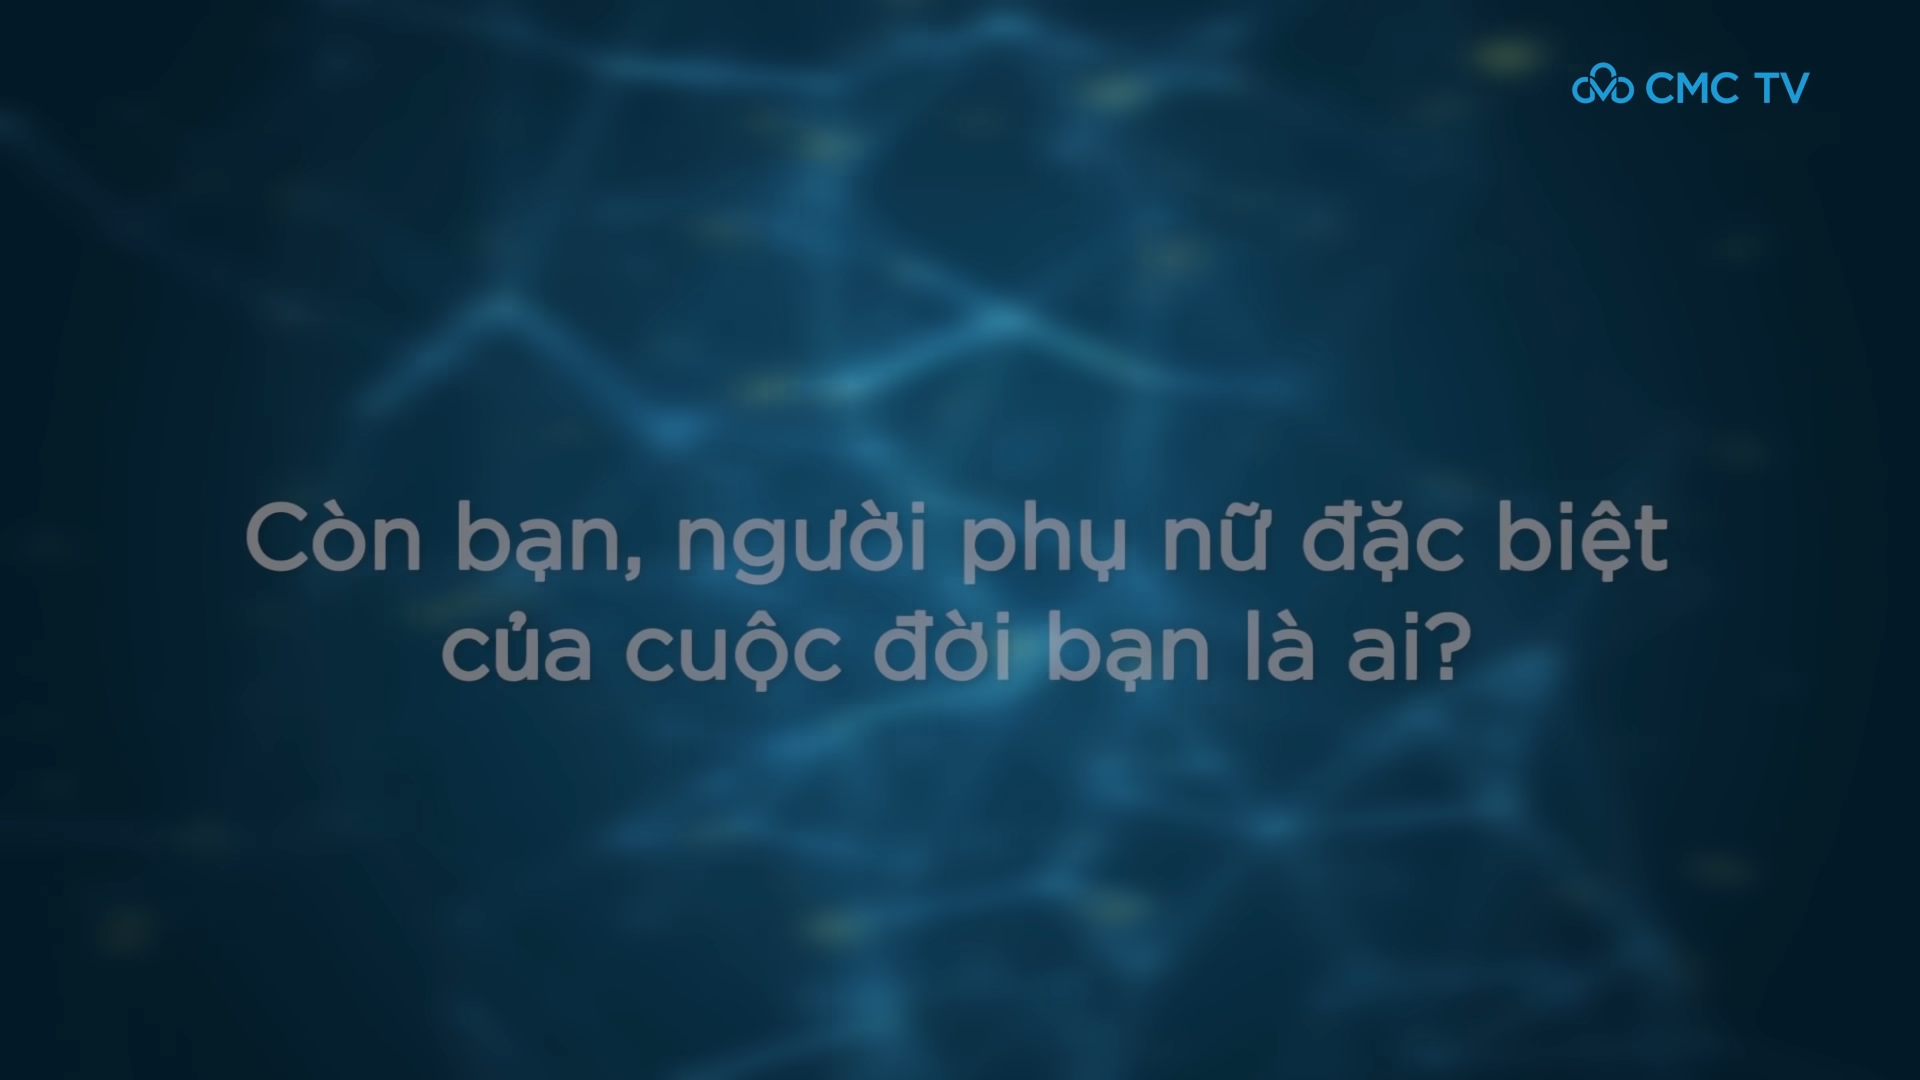 CMC TV
Còn bạn, người phụ nữ đặc biệt
của cuộc đời bạn là ai?